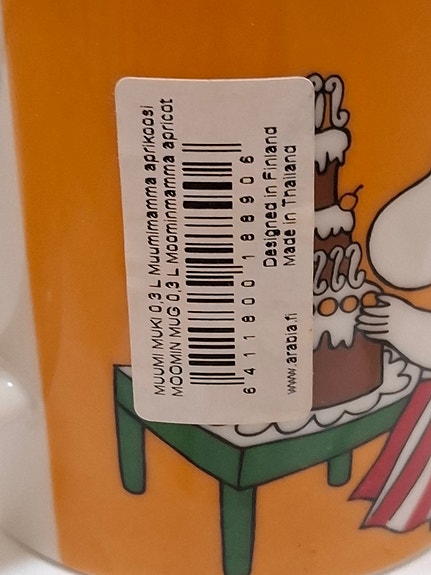 MUUMI MUKI 0,3 L Muumimamma aprikoosi
MOOMIN MUG 0,3 L Moominmamma apricot
6 411800 188906
Designed in Finland
www.arabia.fi Made in Thailand